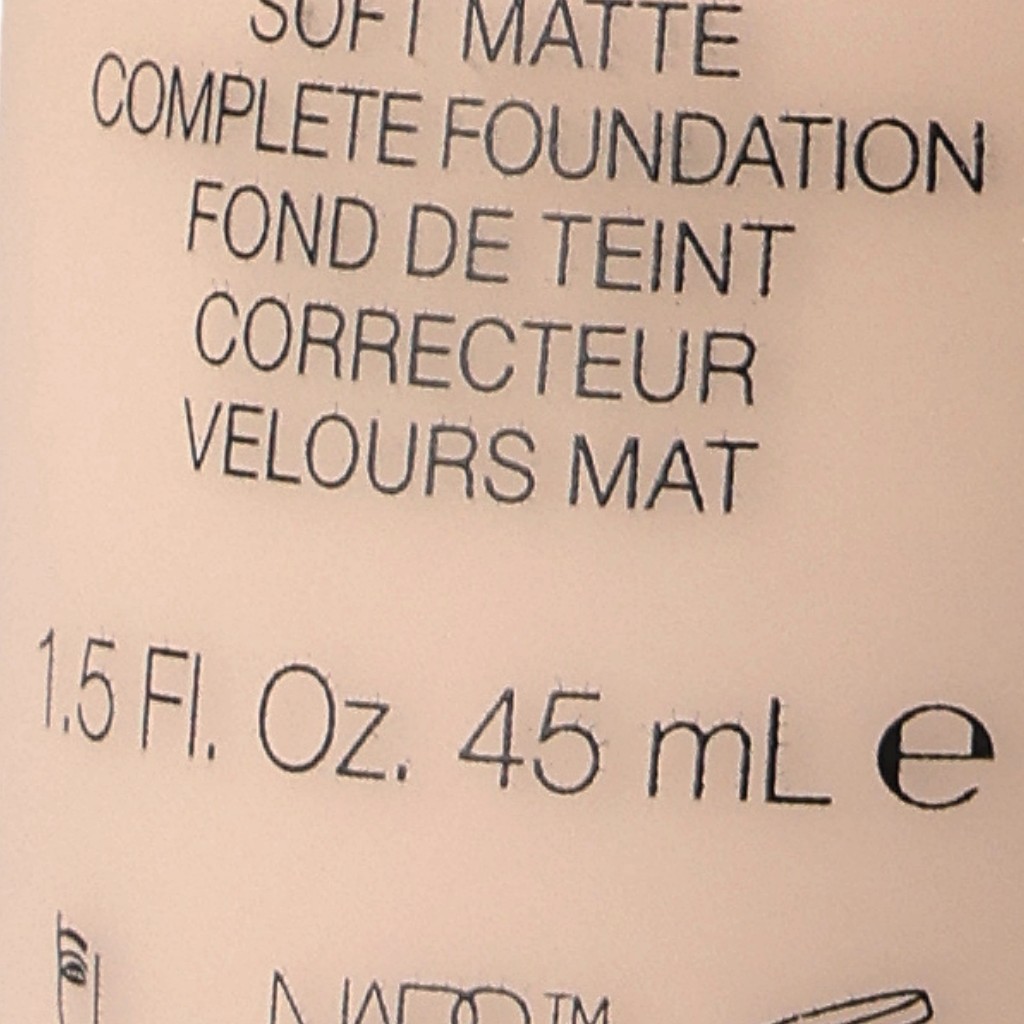 SOFT MATTE
COMPLETE FOUNDATION
FOND DE TEINT
CORRECTEUR
VELOURS MAT
1.5 Fl. Oz. 45 mL e